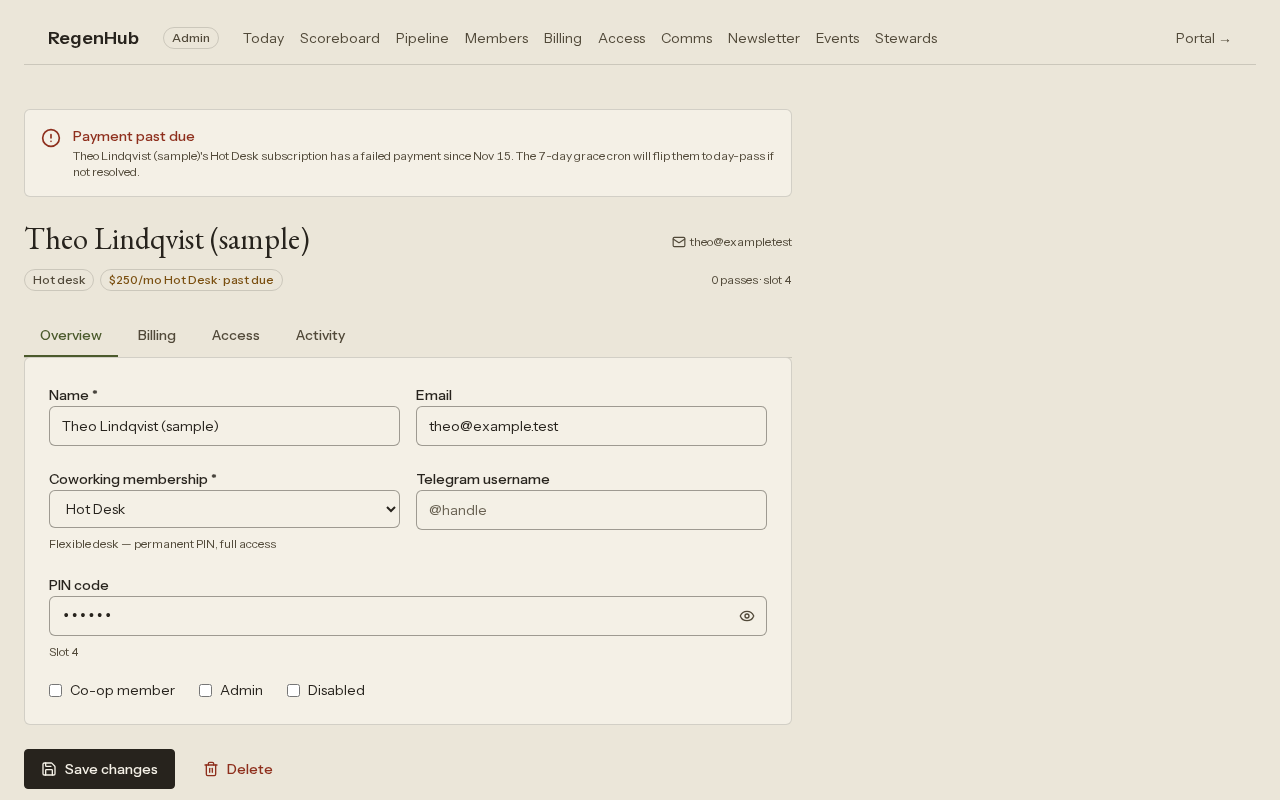 RegenHub Admin Today Scoreboard Pipeline Members Billing Access Comms Newsletter Events Stewards Portal →
Payment past due
Theo Lindqvist (sample)'s Hot Desk subscription has a failed payment since Nov 15. The 7-day grace cron will flip them to day-pass if
not resolved.
Theo Lindqvist (sample)
theo@example.test
Hot desk $250/mo Hot Desk · past due
0 passes · slot 4
Overview Billing Access Activity
Name * Email
Theo Lindqvist (sample) theo@example.test
Coworking membership * Telegram username
Hot Desk @handle
Flexible desk — permanent PIN, full access
PIN code
••••••
Slot 4
Co-op member Admin Disabled
Save changes Delete